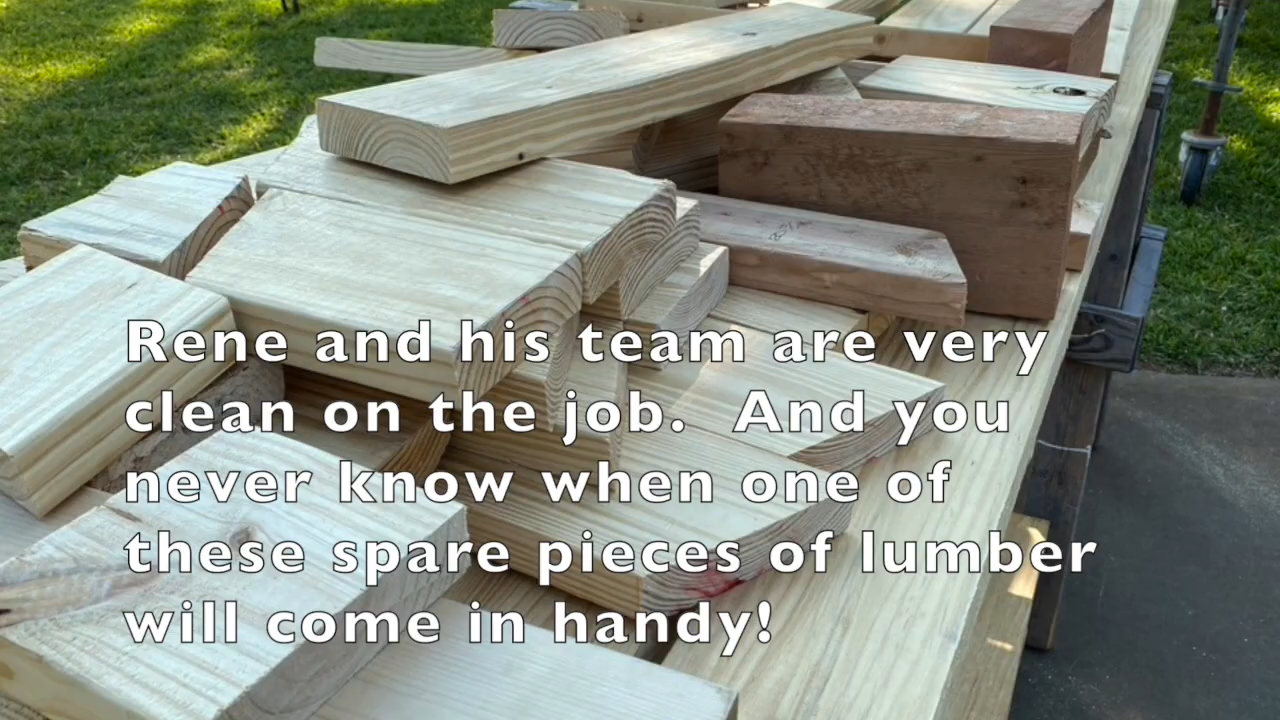 Rene and his team are very
clean on the job.  And you
never know when one of
these spare pieces of lumber
will come in handy!